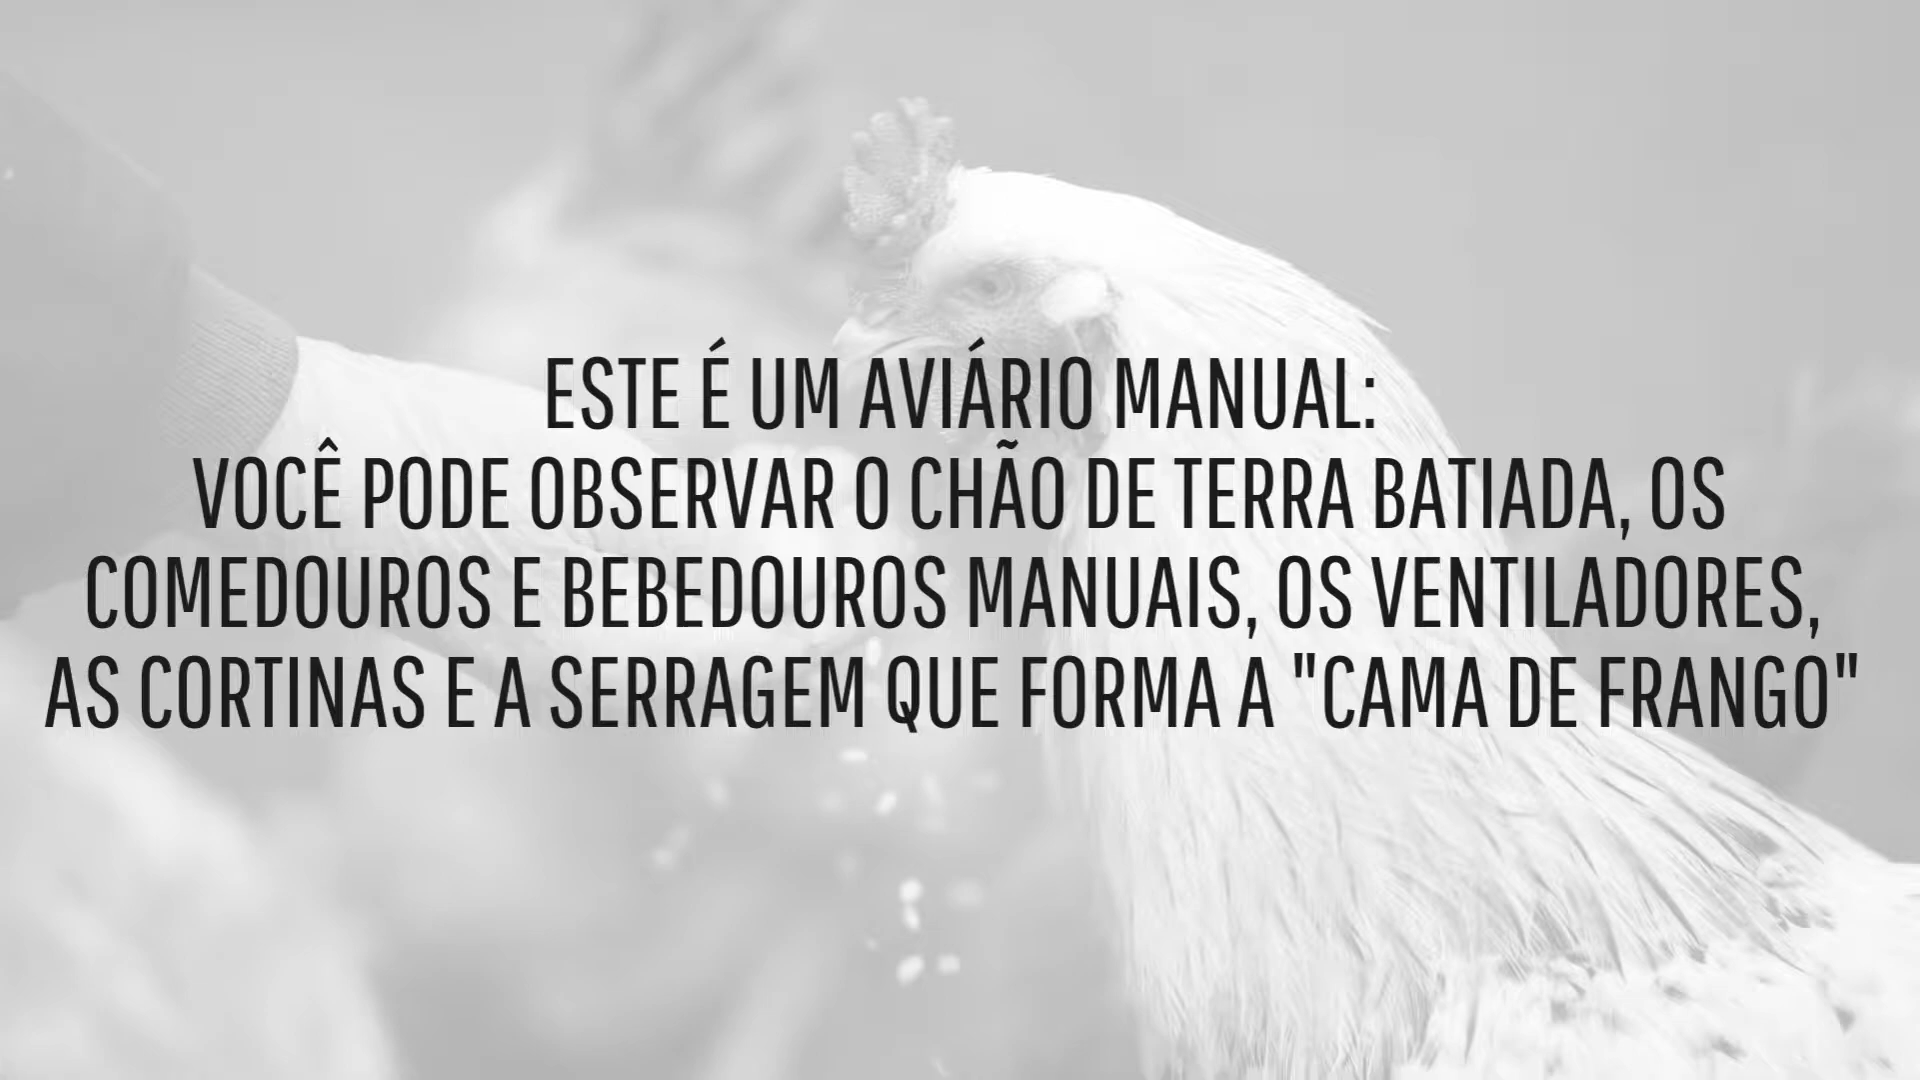 ESTE É UM AVIÁRIO MANUAL:
VOCÊ PODE OBSERVAR O CHÃO DE TERRA BATIADA, OS
COMEDOUROS E BEBEDOUROS MANUAIS, OS VENTILADORES,
AS CORTINAS E A SERRAGEM QUE FORMA A "CAMA DE FRANGO"